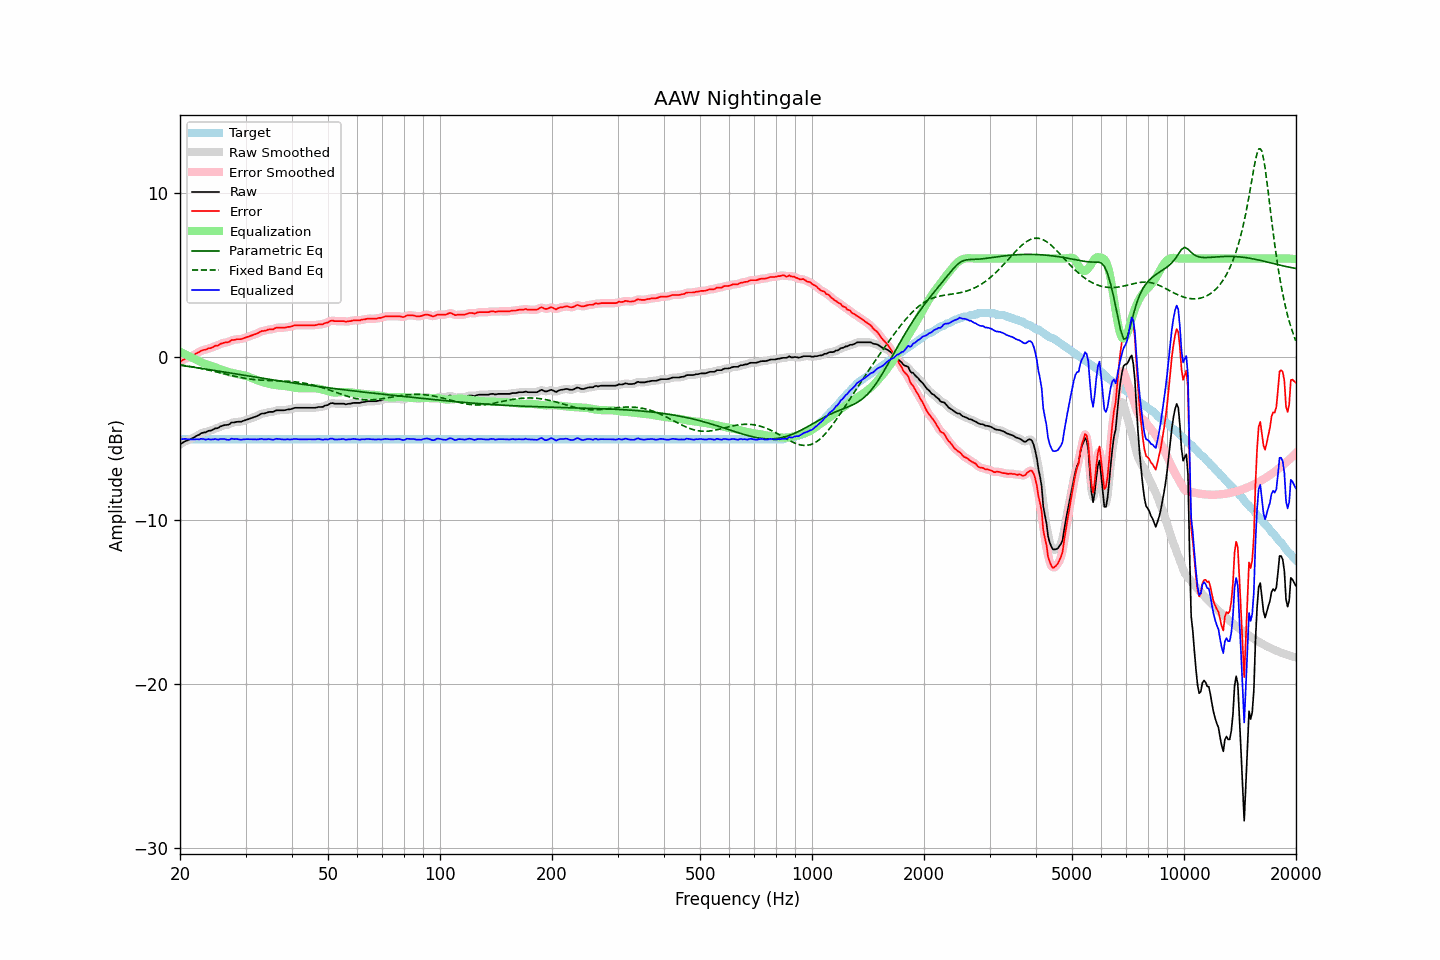 AAW Nightingale
Target
Raw Smoothed
Error Smoothed
Raw
Error
Equalization
Parametric Eq
Fixed Band Eq
Equalized
Amplitude (dBr)
10
0
−10
−20
−30
20 50 100 200 500 1000 2000 5000 10000 20000
Frequency (Hz)